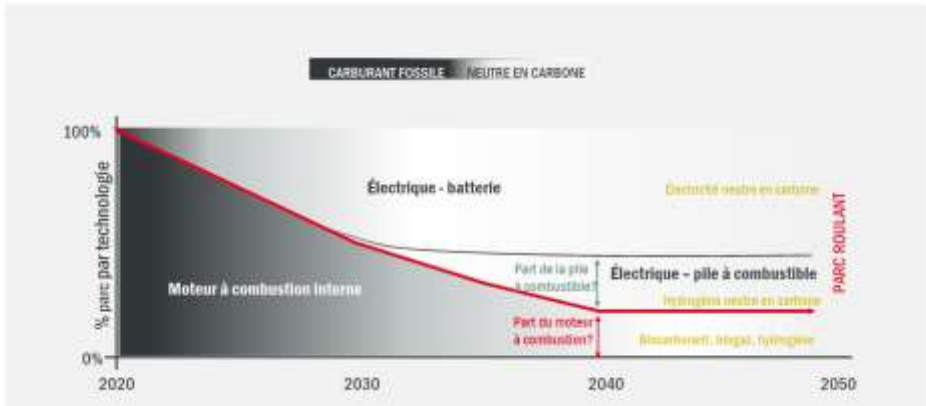 CARBURANT FOSSILE NEUTRE EN CARBONE
100%
% parc par technologie
Électrique - batterie
Électricité neutre en carbone
PARC ROULANT
Part de la pile
à combustible?
Électrique – pile à combustible
Moteur à combustion interne
Hydrogène neutre en carbone
Part du moteur
à combustion?
Biocarburant, biogaz, hydrogène
0%
2020 2030 2040 2050